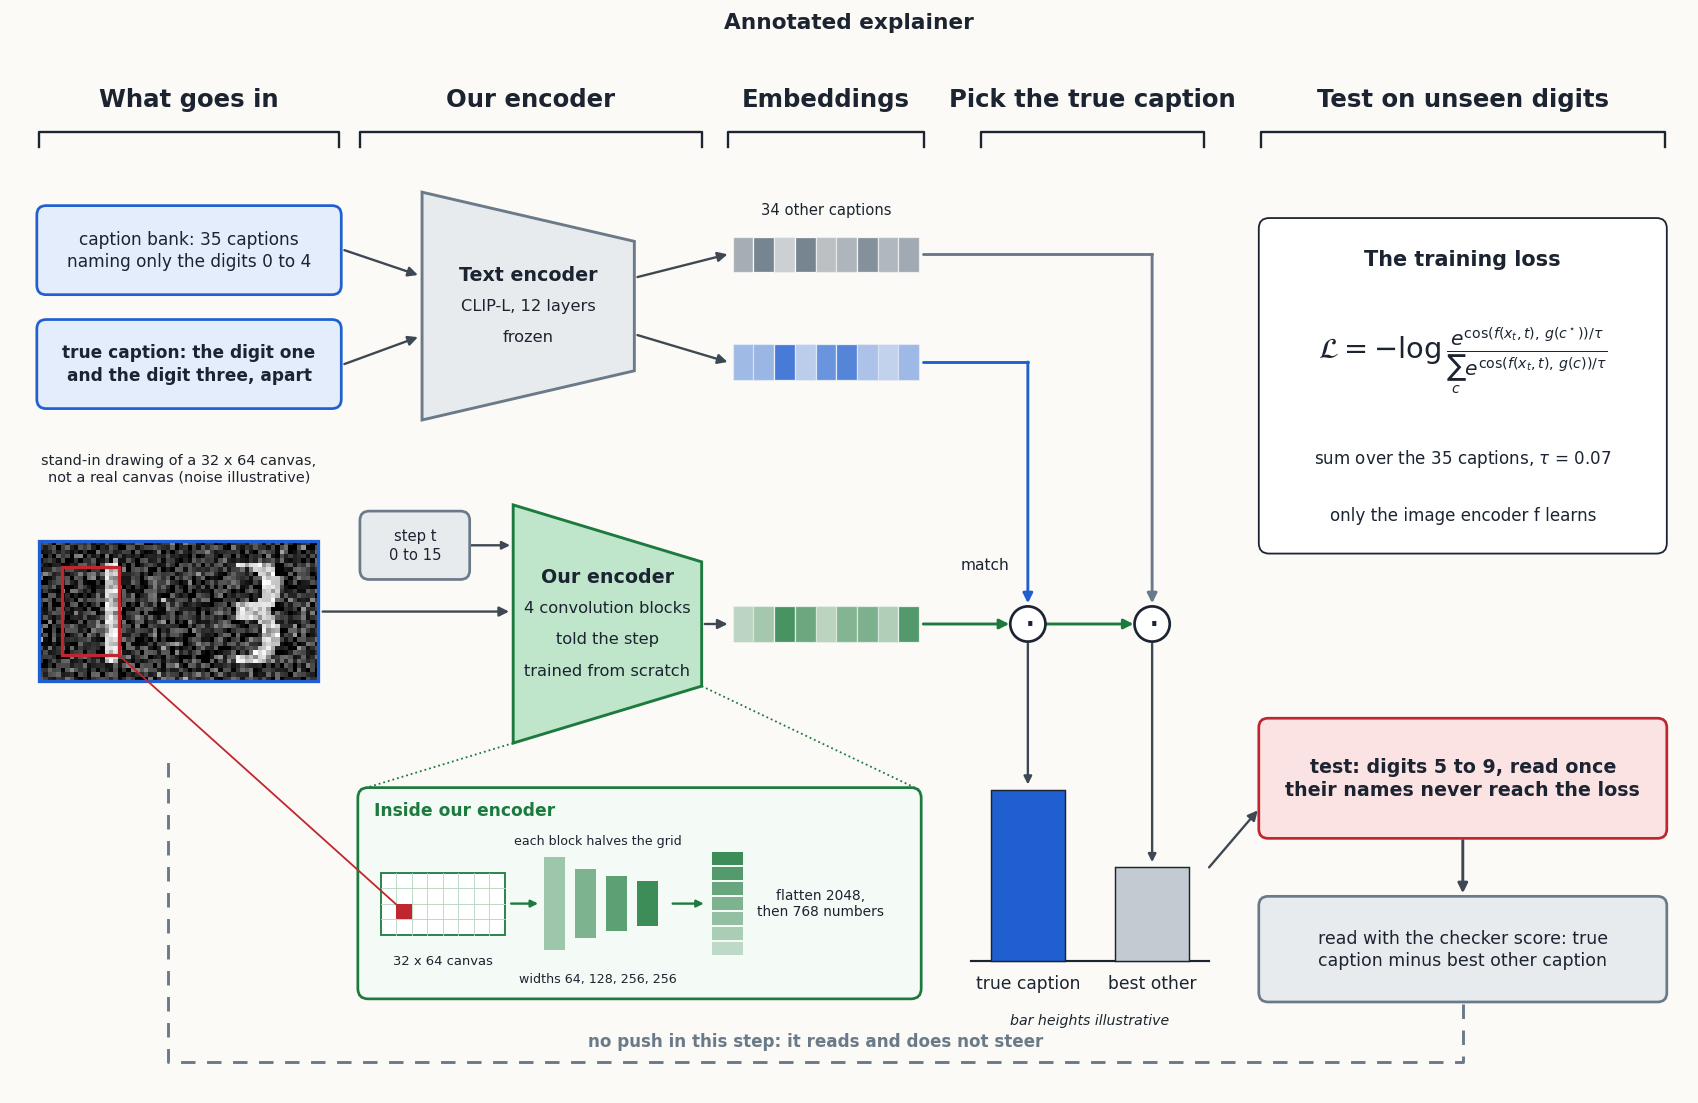 Annotated explainer
What goes in
Our encoder
Embeddings
Pick the true caption
Test on unseen digits
caption bank: 35 captions
naming only the digits 0 to 4
true caption: the digit one
and the digit three, apart
stand-in drawing of a 32 x 64 canvas,
not a real canvas (noise illustrative)
1 3
Text encoder
CLIP-L, 12 layers
frozen
step t
0 to 15
Our encoder
4 convolution blocks
told the step
trained from scratch
34 other captions
match
The training loss
ℒ = −log e^{cos(f(x_t, t), g(c*))/τ} / ∑_c e^{cos(f(x_t, t), g(c))/τ}
sum over the 35 captions, τ = 0.07
only the image encoder f learns
Inside our encoder
each block halves the grid
32 x 64 canvas
widths 64, 128, 256, 256
flatten 2048,
then 768 numbers
true caption
best other
bar heights illustrative
test: digits 5 to 9, read once
their names never reach the loss
read with the checker score: true
caption minus best other caption
no push in this step: it reads and does not steer